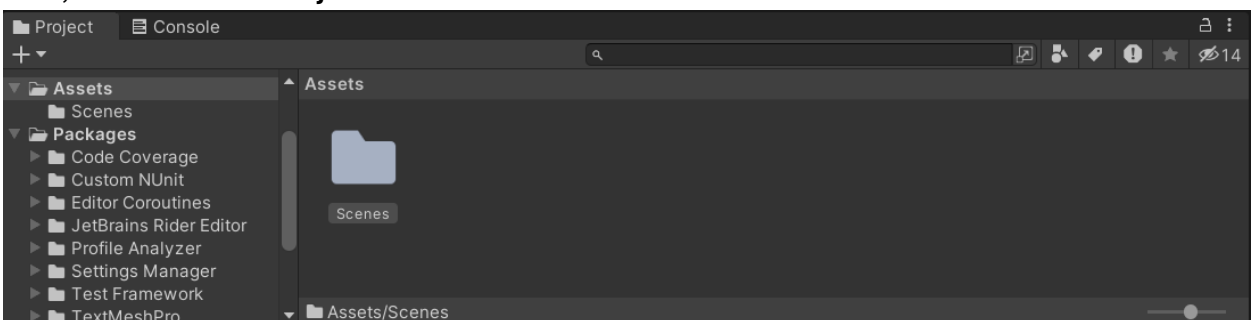 Project Console
14
Assets
Scenes
Packages
Code Coverage
Custom NUnit
Editor Coroutines
JetBrains Rider Editor
Profile Analyzer
Settings Manager
Test Framework
TextMeshPro
Assets
Scenes
Assets/Scenes